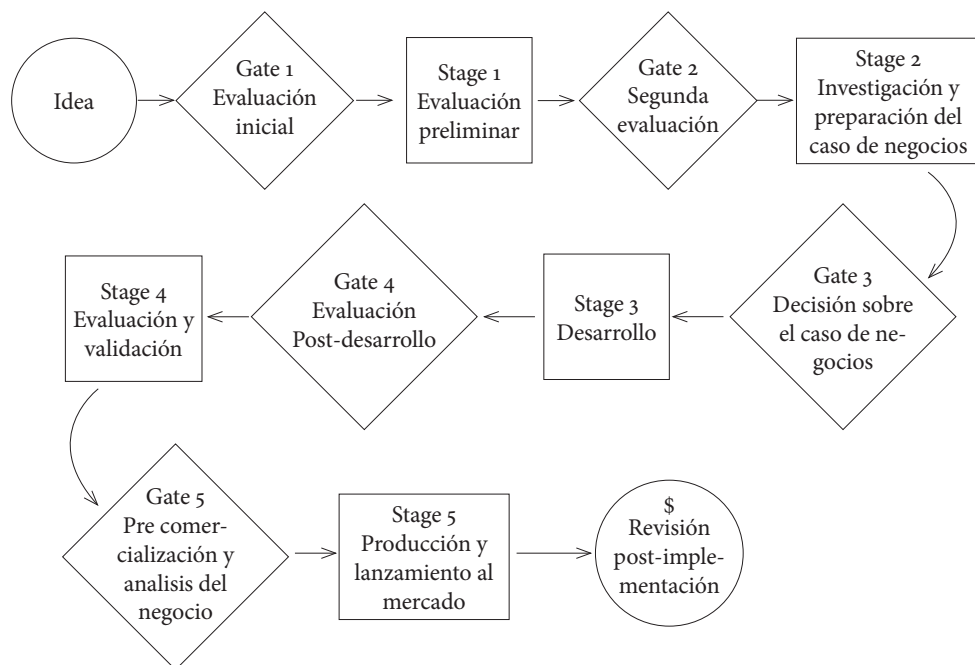 Idea
Gate 1
Evaluación
inicial
Stage 1
Evaluación
preliminar
Gate 2
Segunda
evaluación
Stage 2
Investigación y
preparación del
caso de negocios
Gate 3
Decisión sobre
el caso de ne-
gocios
Stage 3
Desarrollo
Gate 4
Evaluación
Post-desarrollo
Stage 4
Evaluación y
validación
Gate 5
Pre comer-
cialización y
analisis del
negocio
Stage 5
Producción y
lanzamiento al
mercado
$
Revisión
post-imple-
mentación